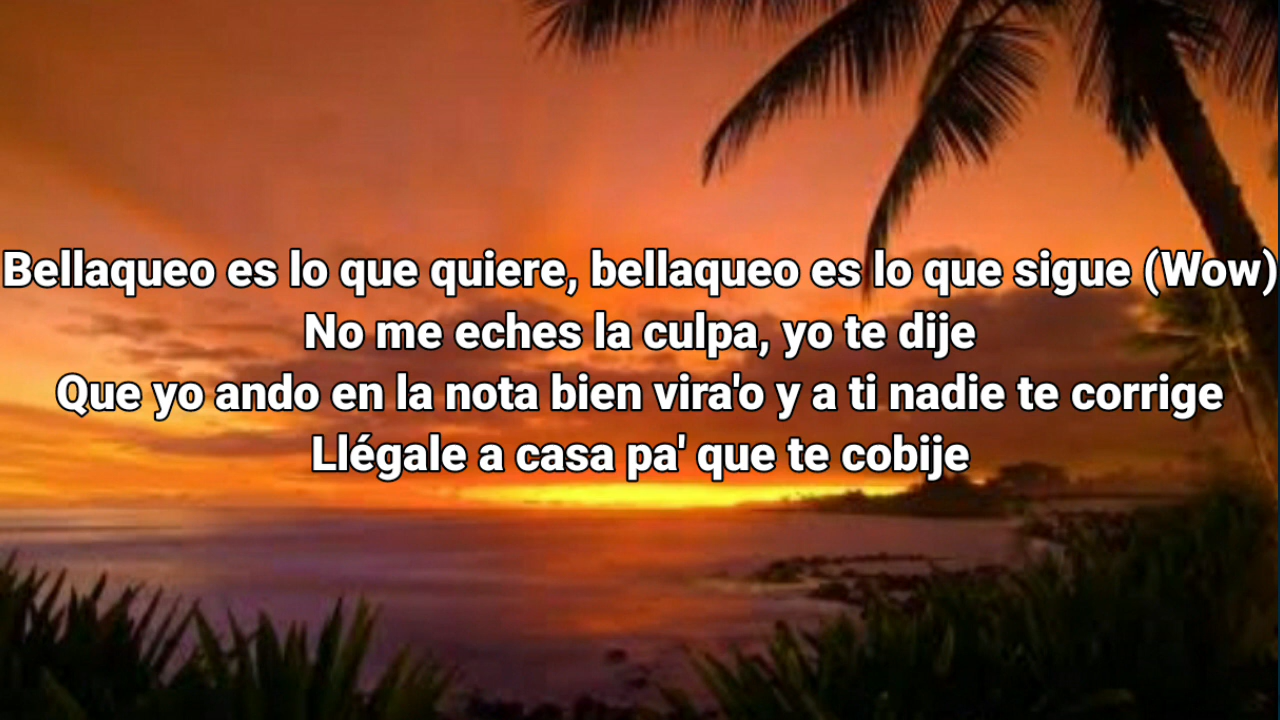 Bellaqueo es lo que quiere, bellaqueo es lo que sigue (Wow)
No me eches la culpa, yo te dije
Que yo ando en la nota bien vira'o y a ti nadie te corrige
Llégale a casa pa' que te cobije